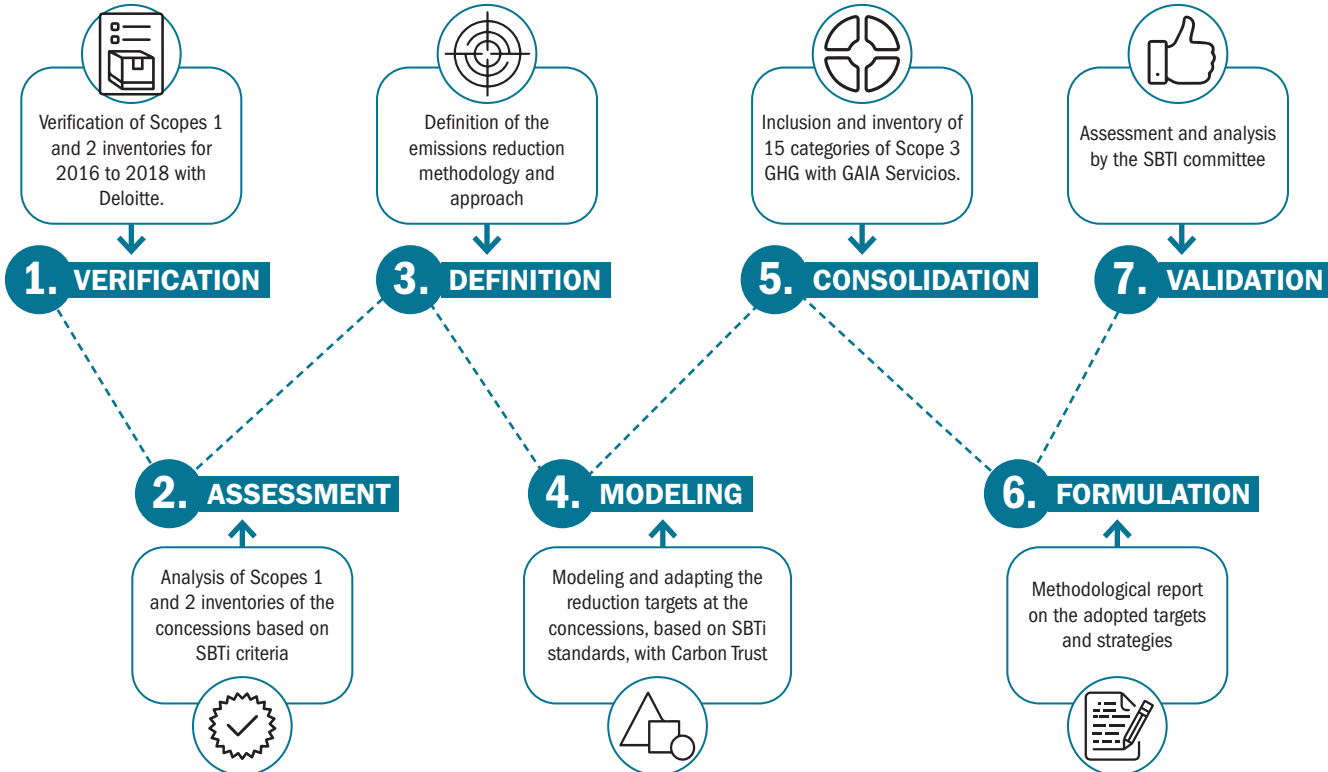 Verification of Scopes 1
and 2 inventories for
2016 to 2018 with
Deloitte.
1. VERIFICATION
Analysis of Scopes 1
and 2 inventories of the
concessions based on
SBTi criteria
2. ASSESSMENT
Definition of the
emissions reduction
methodology and
approach
3. DEFINITION
Modeling and adapting the
reduction targets at the
concessions, based on SBTi
standards, with Carbon Trust
4. MODELING
Inclusion and inventory of
15 categories of Scope 3
GHG with GAIA Servicios.
5. CONSOLIDATION
Methodological report
on the adopted targets
and strategies
6. FORMULATION
Assessment and analysis
by the SBTI committee
7. VALIDATION